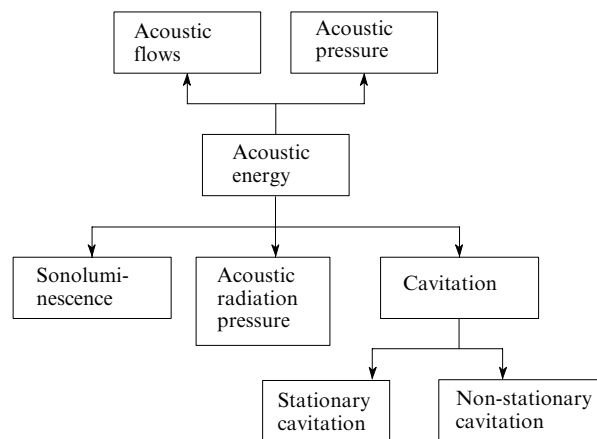 Acoustic
flows
Acoustic
pressure
Acoustic
energy
Sonolumi-
nescence
Acoustic
radiation
pressure
Cavitation
Stationary
cavitation
Non-stationary
cavitation